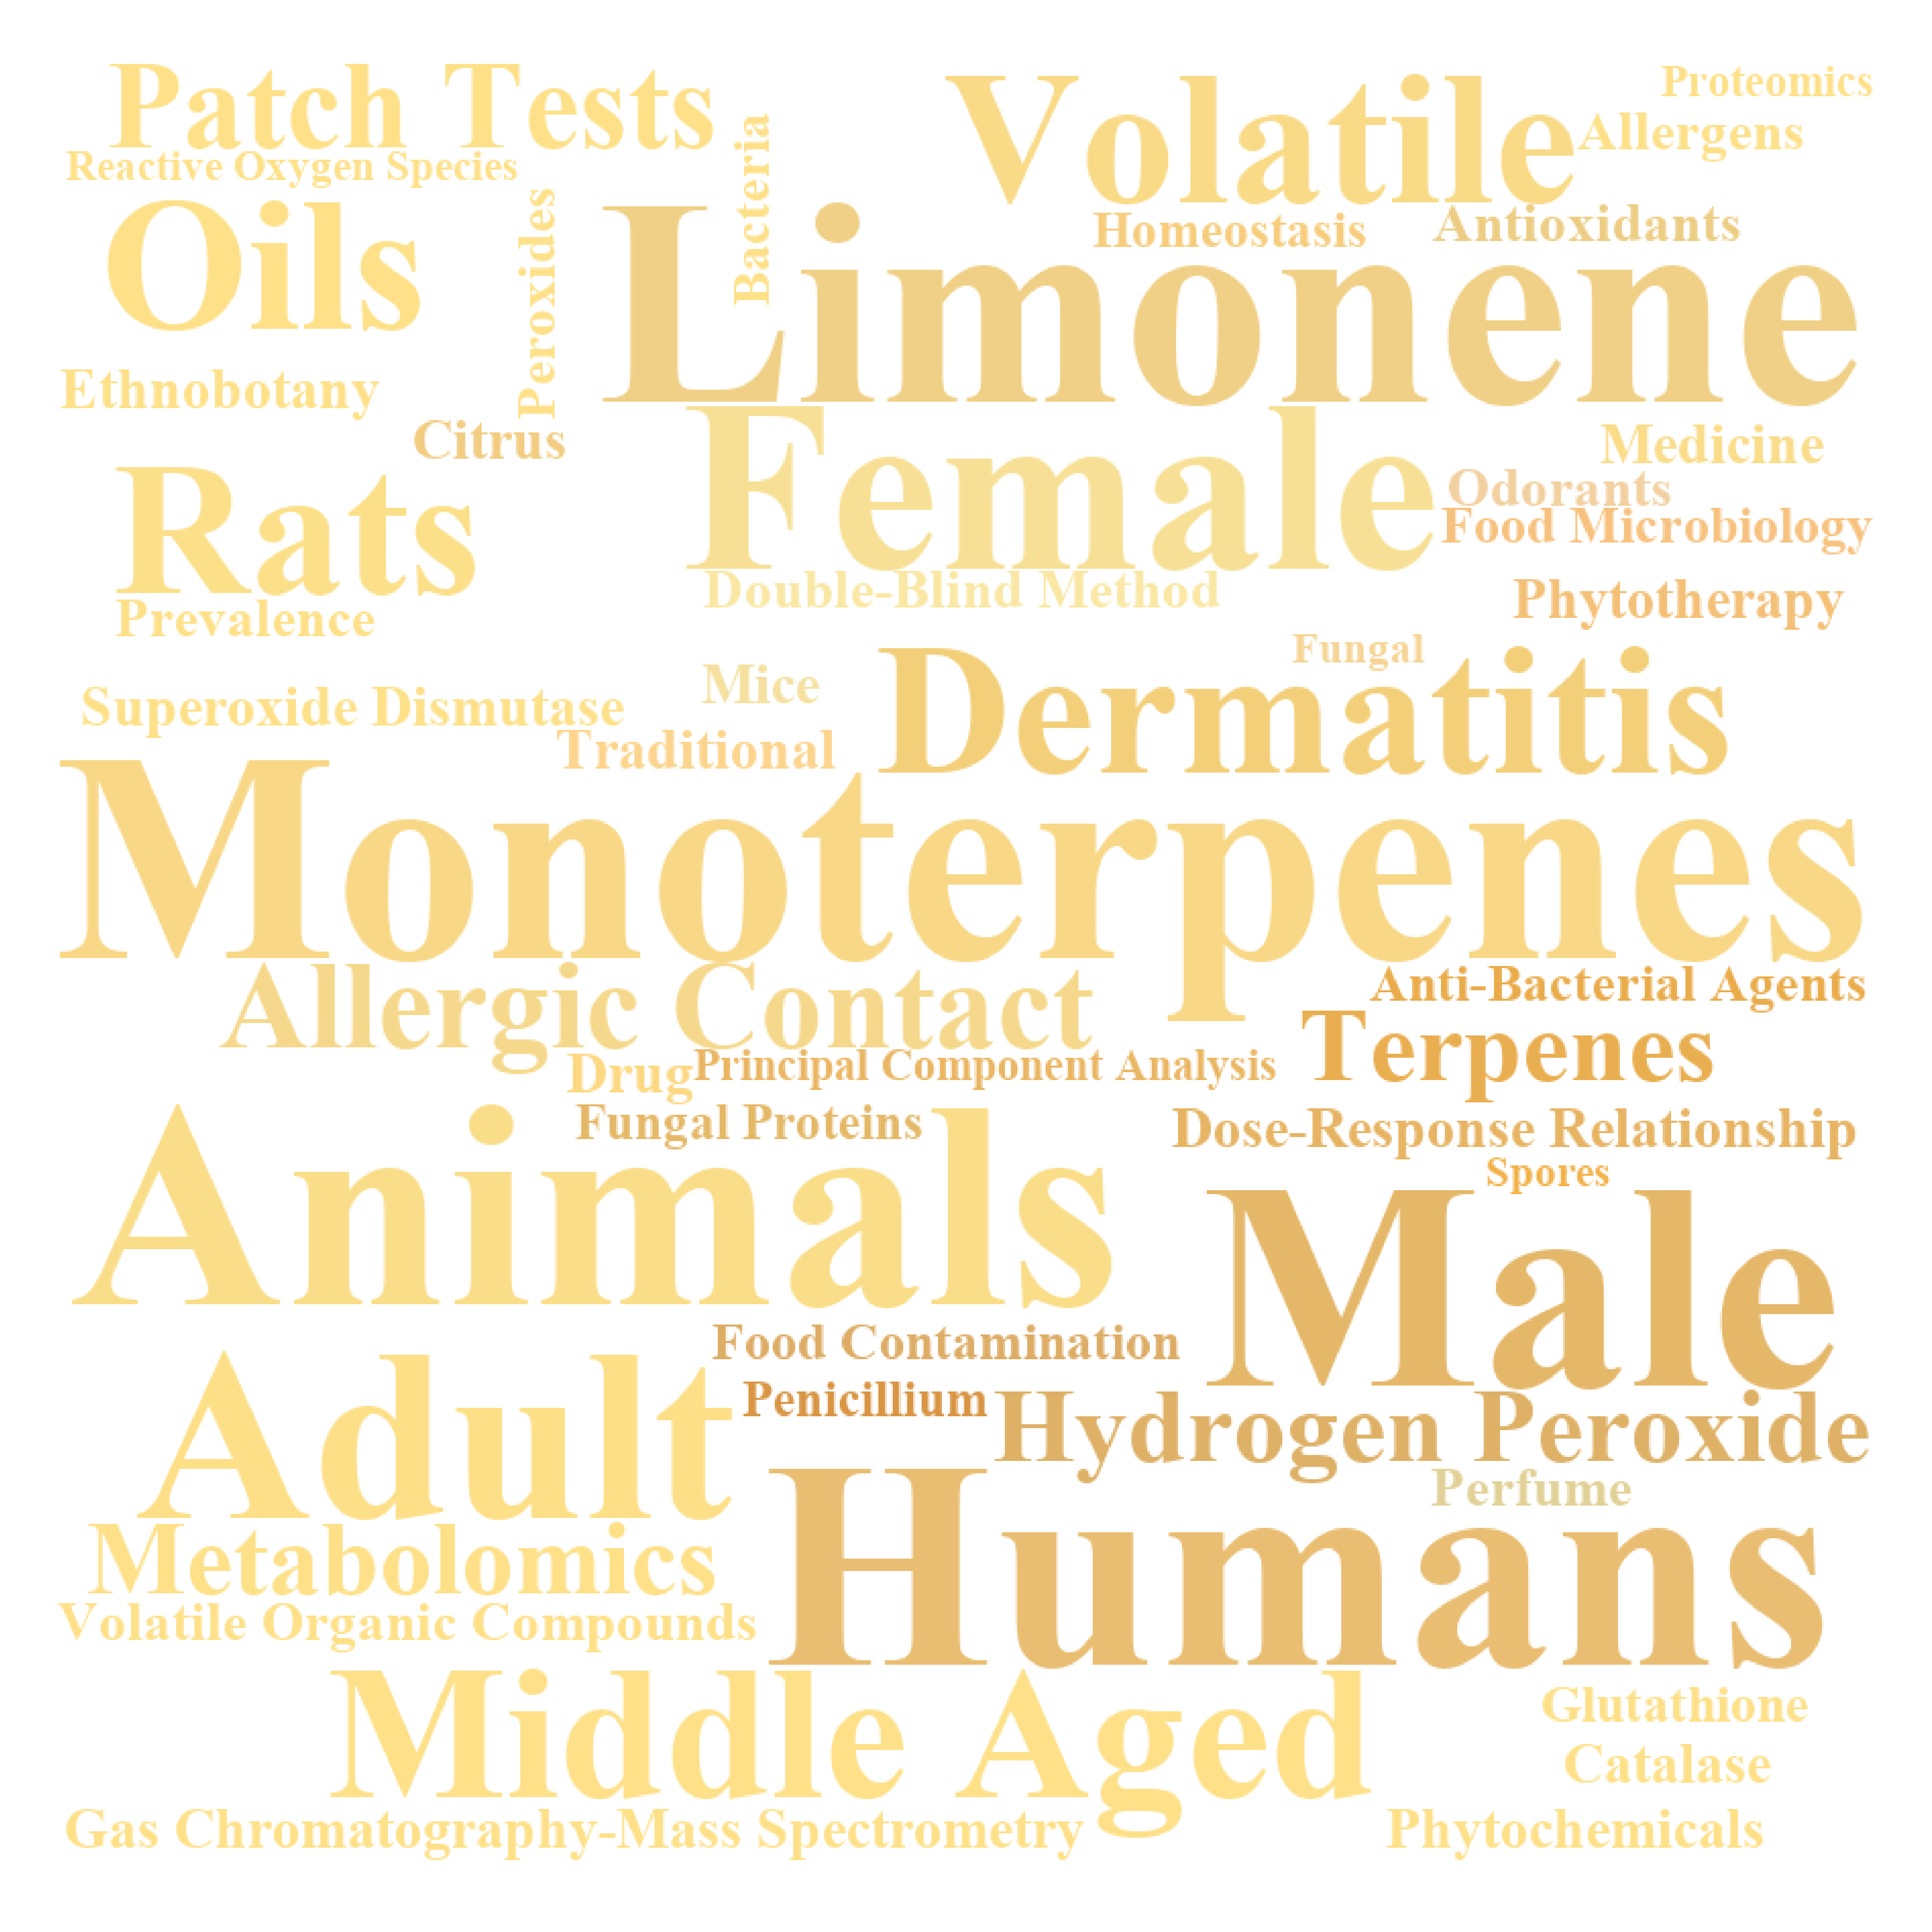 Patch Tests
Volatile
Proteomics
Allergens
Reactive Oxygen Species
Bacteria
Peroxides
Oils
Limonene
Homeostasis
Antioxidants
Ethnobotany
Citrus
Female
Medicine
Odorants
Food Microbiology
Rats
Prevalence
Double-Blind Method
Phytotherapy
Fungal
Dermatitis
Superoxide Dismutase
Mice
Traditional
Monoterpenes
Allergic Contact
Anti-Bacterial Agents
Terpenes
Drug
Principal Component Analysis
Fungal Proteins
Dose-Response Relationship
Spores
Animals
Male
Food Contamination
Adult
Penicillium
Hydrogen Peroxide
Perfume
Humans
Metabolomics
Volatile Organic Compounds
Middle Aged
Glutathione
Catalase
Gas Chromatography-Mass Spectrometry
Phytochemicals